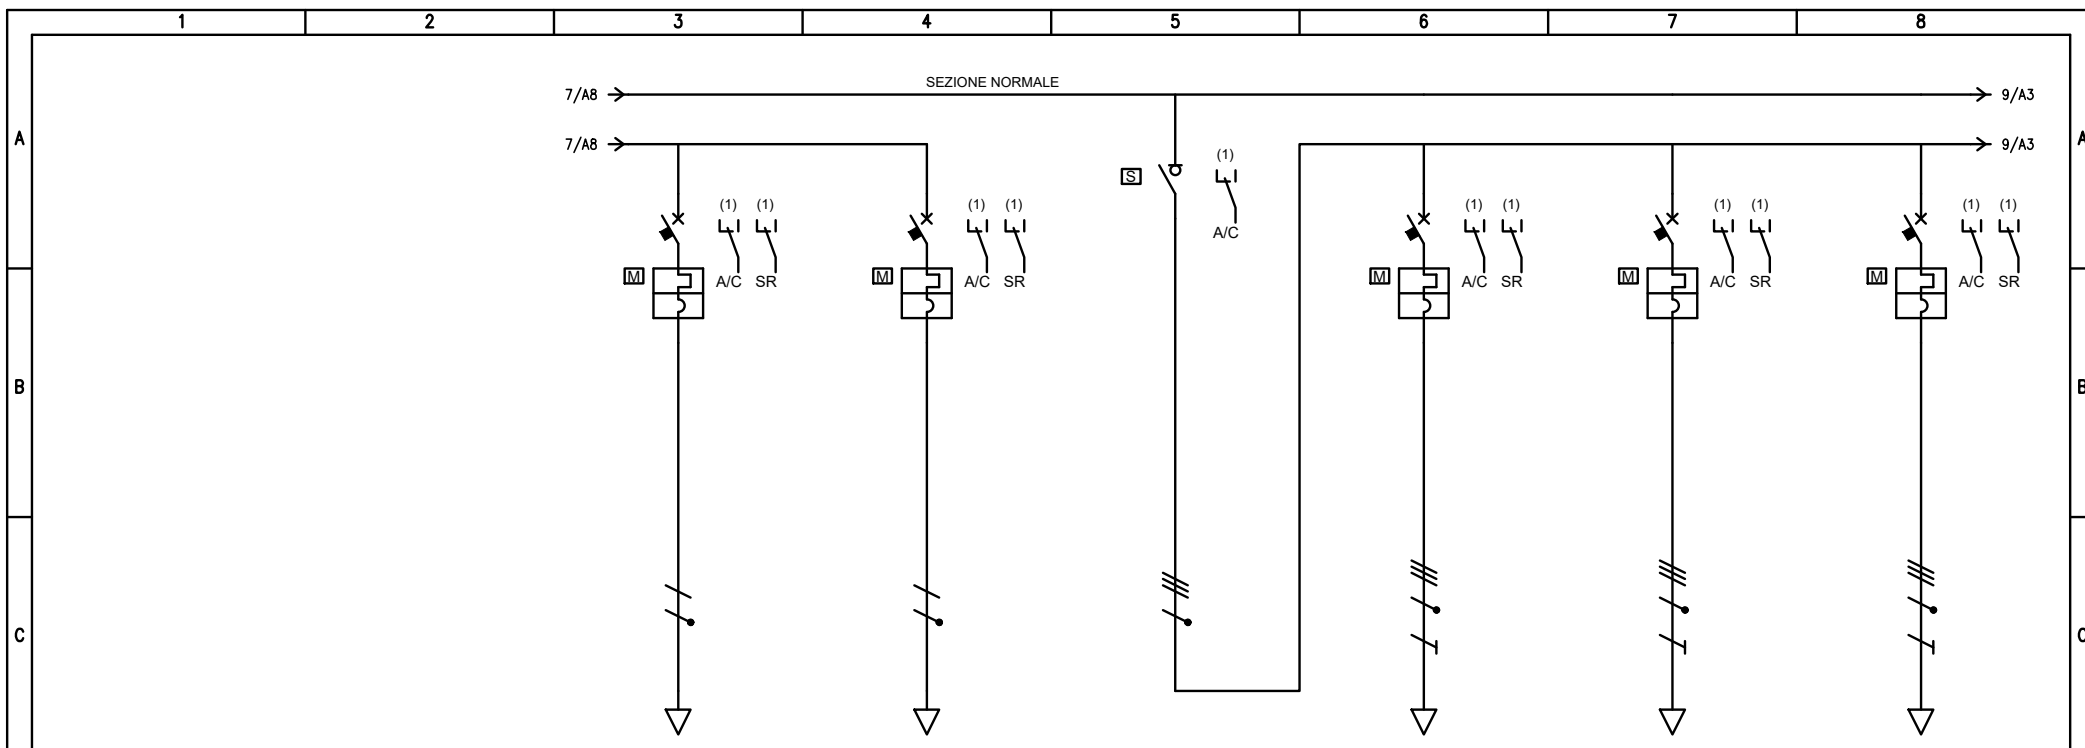 1 2 3 4 5 6 7 8
SEZIONE NORMALE
7/A8 9/A3
A A
7/A8 9/A3
(1)
S
(1) (1) (1) (1) (1) (1) (1) (1) (1) (1)
A/C
M A/C SR M A/C SR M A/C SR M A/C SR M A/C SR
B B
C C